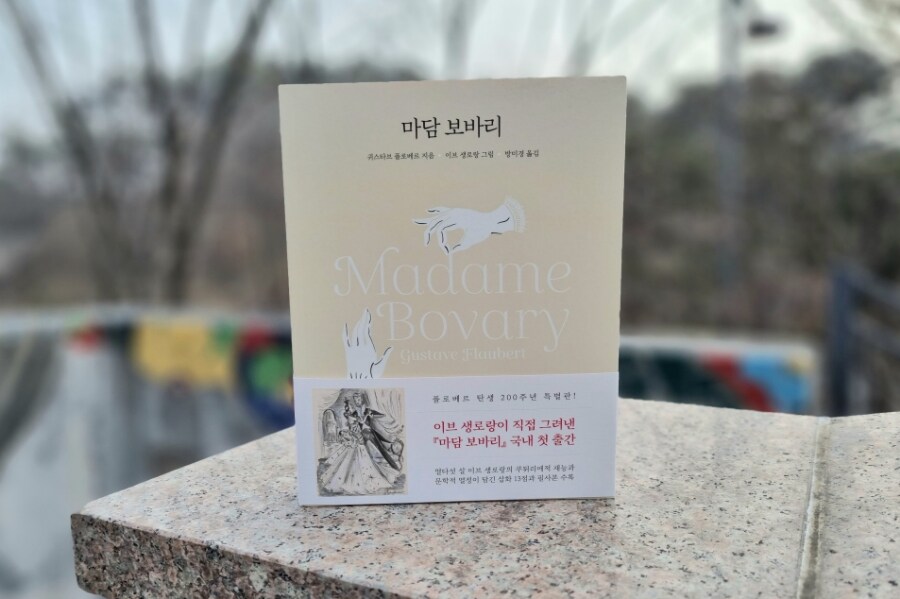 마담 보바리
귀스타브 플로베르 지음 이브 생로랑 그림 방미경 옮김
Madame
Bovary
Gustave Flaubert
플로베르 탄생 200주년 특별판!
이브 생로랑이 직접 그려낸
『마담 보바리』 국내 첫 출간
열다섯 살 이브 생로랑의 쿠튀리에적 재능과
문학적 열정이 담긴 삽화 13점과 필사본 수록